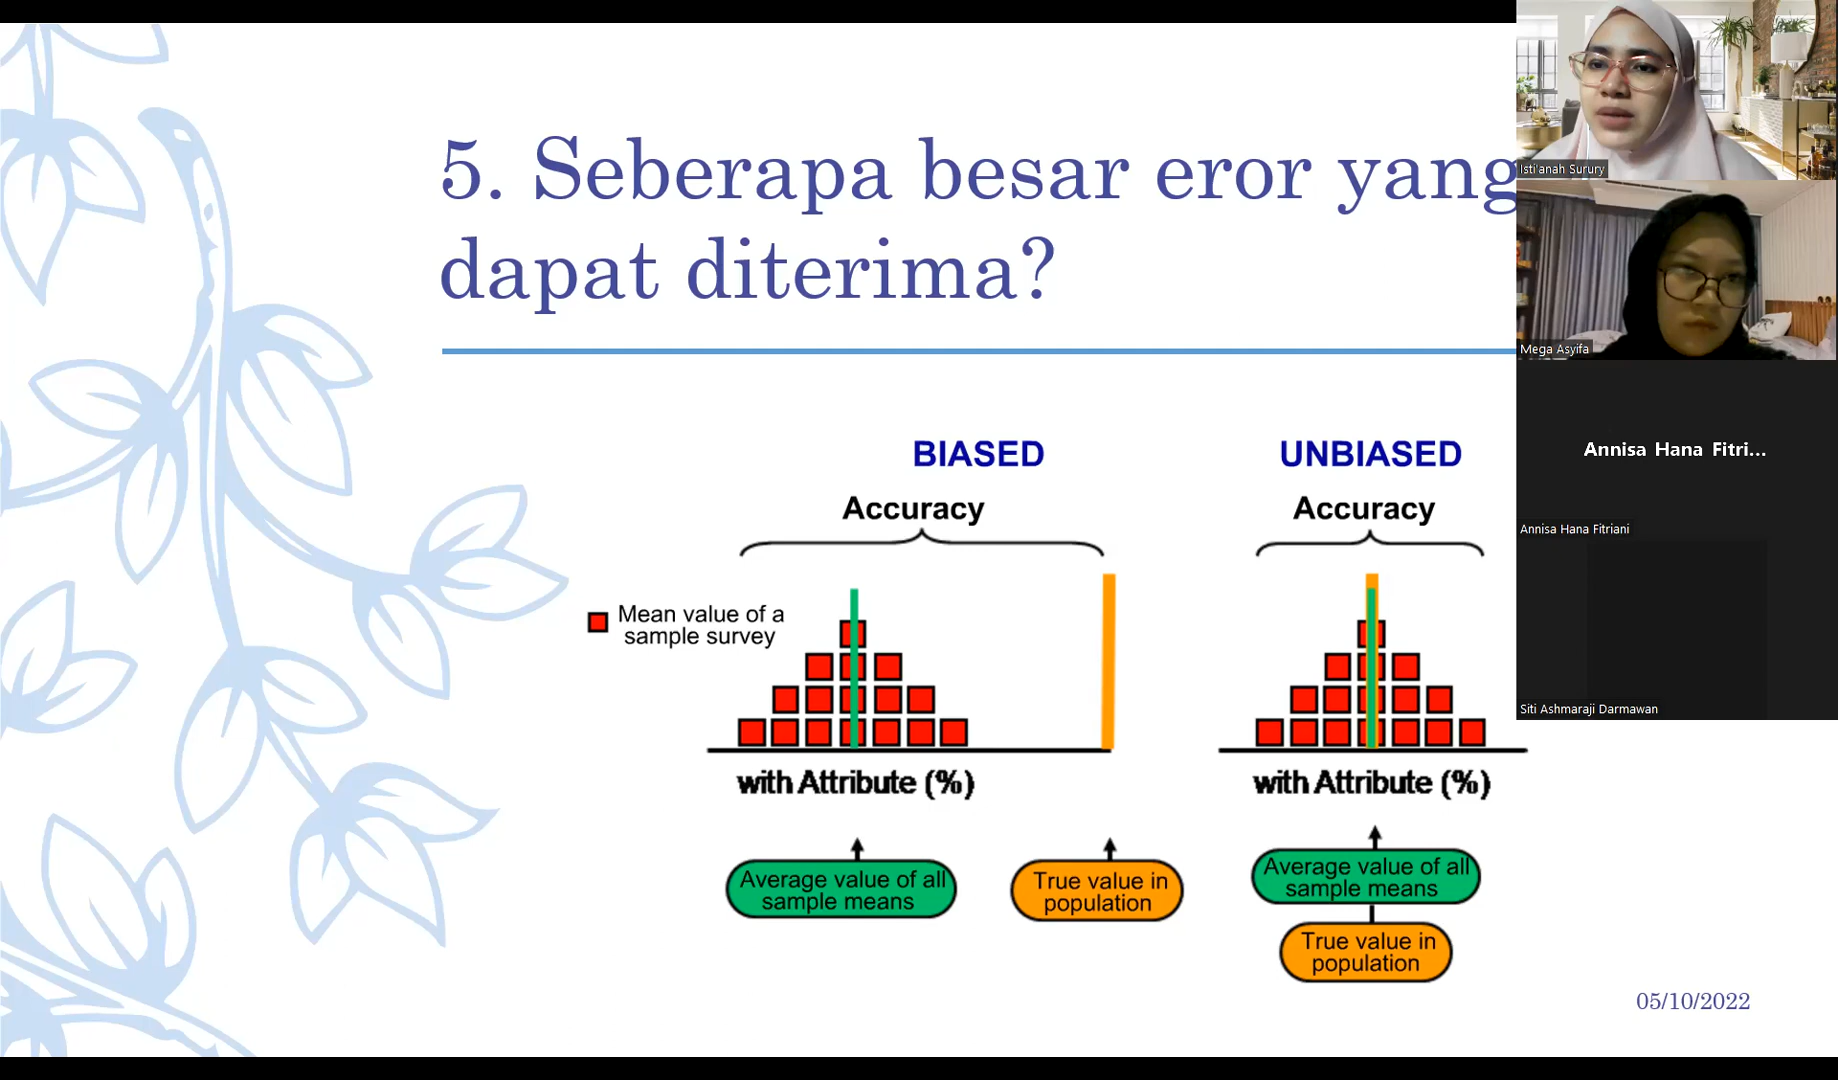 5. Seberapa besar eror yang
dapat diterima?
BIASED
UNBIASED
Accuracy
Accuracy
Mean value of a
sample survey
with Attribute (%)
with Attribute (%)
Average value of all
sample means
True value in
population
Average value of all
sample means
True value in
population
05/10/2022
Isti'anah Surury
Mega Asyifa
Annisa Hana Fitri...
Annisa Hana Fitriani
Siti Ashmaraji Darmawan